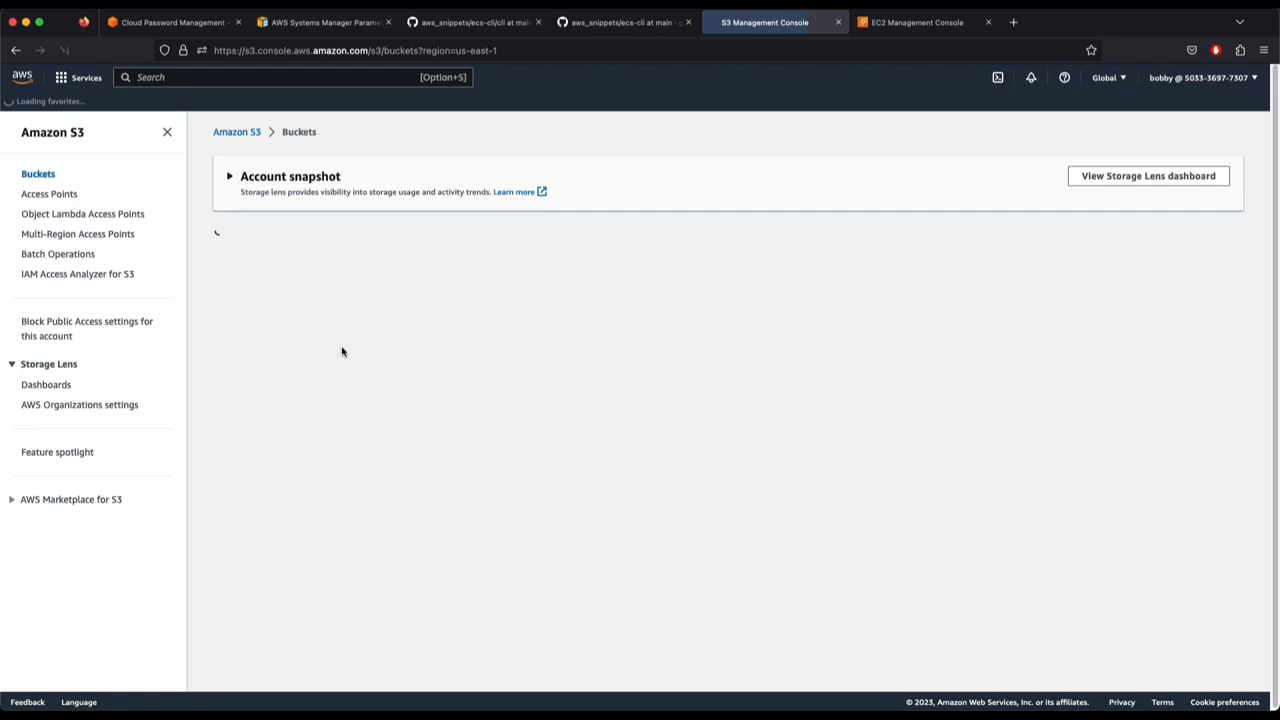 Cloud Password Management -
AWS Systems Manager Parame
aws_snippets/ecs-cli/cli at main
aws_snippets/ecs-cli at main ·
S3 Management Console
EC2 Management Console
https://s3.console.aws.amazon.com/s3/buckets?region=us-east-1
aws
Services
Search
[Option+S]
Global
bobby @ 5033-3697-7307
Loading favorites...
Amazon S3
Buckets
Access Points
Object Lambda Access Points
Multi-Region Access Points
Batch Operations
IAM Access Analyzer for S3
Block Public Access settings for
this account
Storage Lens
Dashboards
AWS Organizations settings
Feature spotlight
AWS Marketplace for S3
Amazon S3 > Buckets
Account snapshot
Storage lens provides visibility into storage usage and activity trends. Learn more
View Storage Lens dashboard
Feedback
Language
© 2023, Amazon Web Services, Inc. or its affiliates.
Privacy
Terms
Cookie preferences